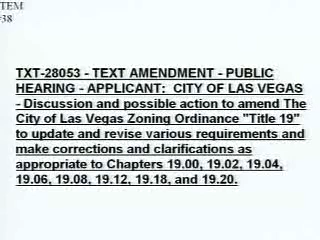 TEM
38
TXT-28053 - TEXT AMENDMENT - PUBLIC
HEARING - APPLICANT: CITY OF LAS VEGAS
- Discussion and possible action to amend The
City of Las Vegas Zoning Ordinance "Title 19"
to update and revise various requirements and
make corrections and clarifications as
appropriate to Chapters 19.00, 19.02, 19.04,
19.06, 19.08, 19.12, 19.18, and 19.20.